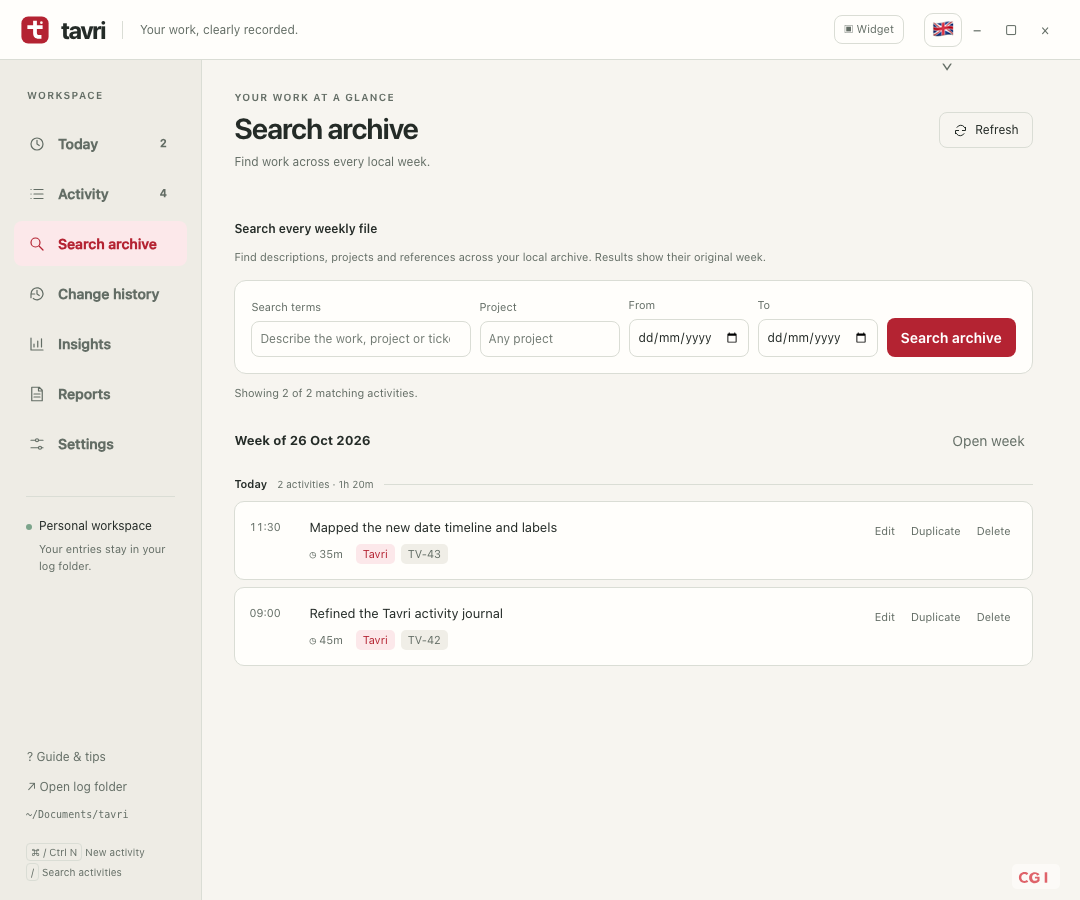 tavri
Your work, clearly recorded.
Widget
WORKSPACE
Today 2
Activity 4
Search archive
Change history
Insights
Reports
Settings
Personal workspace
Your entries stay in your
log folder.
? Guide & tips
↗ Open log folder
~/Documents/tavri
⌘ / Ctrl N New activity
/ Search activities
YOUR WORK AT A GLANCE
Search archive
Find work across every local week.
Refresh
Search every weekly file
Find descriptions, projects and references across your local archive. Results show their original week.
Search terms Project From To
Describe the work, project or ticke Any project dd/mm/yyyy dd/mm/yyyy Search archive
Showing 2 of 2 matching activities.
Week of 26 Oct 2026 Open week
Today 2 activities · 1h 20m
11:30 Mapped the new date timeline and labels Edit Duplicate Delete
35m Tavri TV-43
09:00 Refined the Tavri activity journal Edit Duplicate Delete
45m Tavri TV-42
CGI